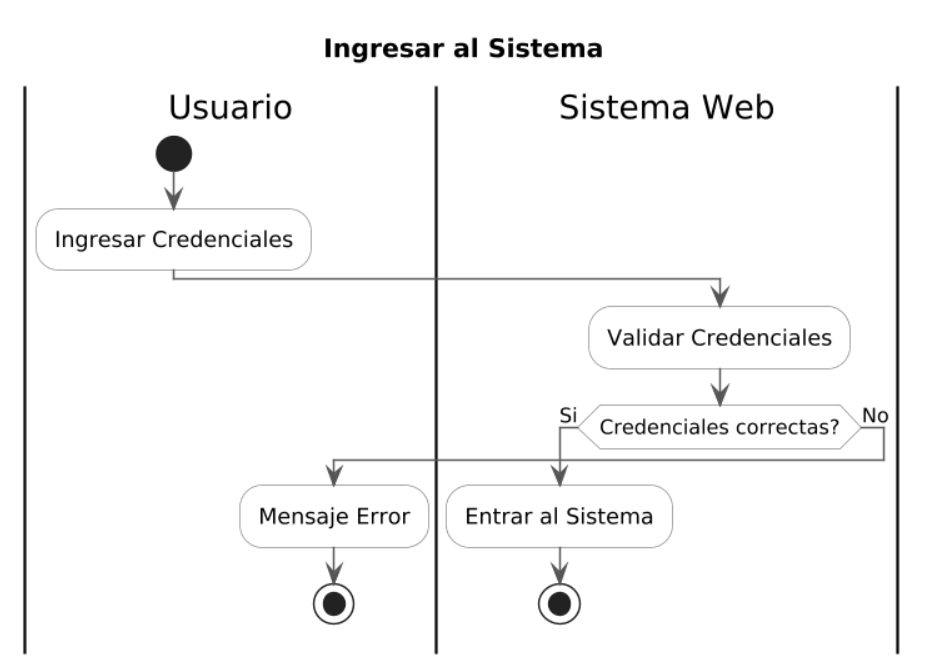 Ingresar al Sistema
Usuario
Sistema Web
Ingresar Credenciales
Validar Credenciales
Si
Credenciales correctas?
No
Mensaje Error
Entrar al Sistema